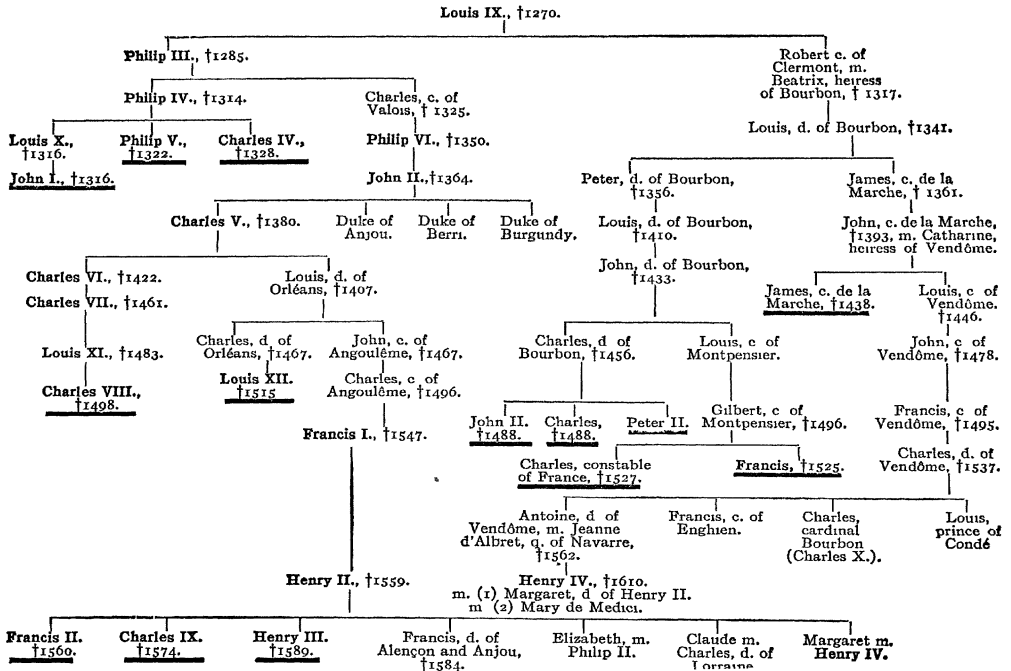 Louis IX., †1270.
Philip III., †1285.
Robert c. of
Clermont, m.
Beatrix, heiress
of Bourbon, † 1317.
Philip IV., †1314.
Charles, c. of
Valois, † 1325.
Louis, d. of Bourbon, †1341.
Louis X.,
†1316.
Philip V.,
†1322.
Charles IV.,
†1328.
Philip VI., †1350.
John I., †1316.
John II., †1364.
Peter, d. of Bourbon,
†1356.
James, c. de la
Marche, † 1361.
Charles V., †1380.
Duke of
Anjou.
Duke of
Berri.
Duke of
Burgundy.
Louis, d. of Bourbon,
†1410.
John, c. de la Marche,
†1393, m. Catharine,
heiress of Vendôme.
John, d. of Bourbon,
†1433.
Charles VI., †1422.
Louis, d. of
Orléans, †1407.
James, c. de la
Marche, †1438.
Louis, c of
Vendôme.
†1446.
Charles VII., †1461.
Louis XI., †1483.
Charles, d of
Orléans, †1467.
John, c. of
Angoulême, †1467.
Charles, d of
Bourbon, †1456.
Louis, c of
Montpensier.
John, c of
Vendôme, †1478.
Charles VIII.,
†1498.
Louis XII.
†1515
Charles, c of
Angoulême, †1496.
Francis I., †1547.
John II.
†1488.
Charles,
†1488.
Peter II.
Gilbert, c of
Montpensier, †1496.
Francis, c of
Vendôme, †1495.
Charles, constable
of France, †1527.
Francis, †1525.
Charles, d. of
Vendôme, †1537.
Antoine, d of
Vendôme, m. Jeanne
d'Albret, q. of Navarre,
†1562.
Francis, c. of
Enghien.
Charles,
cardinal
Bourbon
(Charles X.).
Louis,
prince of
Condé
Henry II., †1559.
Henry IV., †1610.
m. (1) Margaret, d of Henry II.
m (2) Mary de Medici.
Francis II.
†1560.
Charles IX.
†1574.
Henry III.
†1589.
Francis, d. of
Alençon and Anjou,
†1584.
Elizabeth, m.
Philip II.
Claude m.
Charles, d. of
Lorraine
Margaret m.
Henry IV.